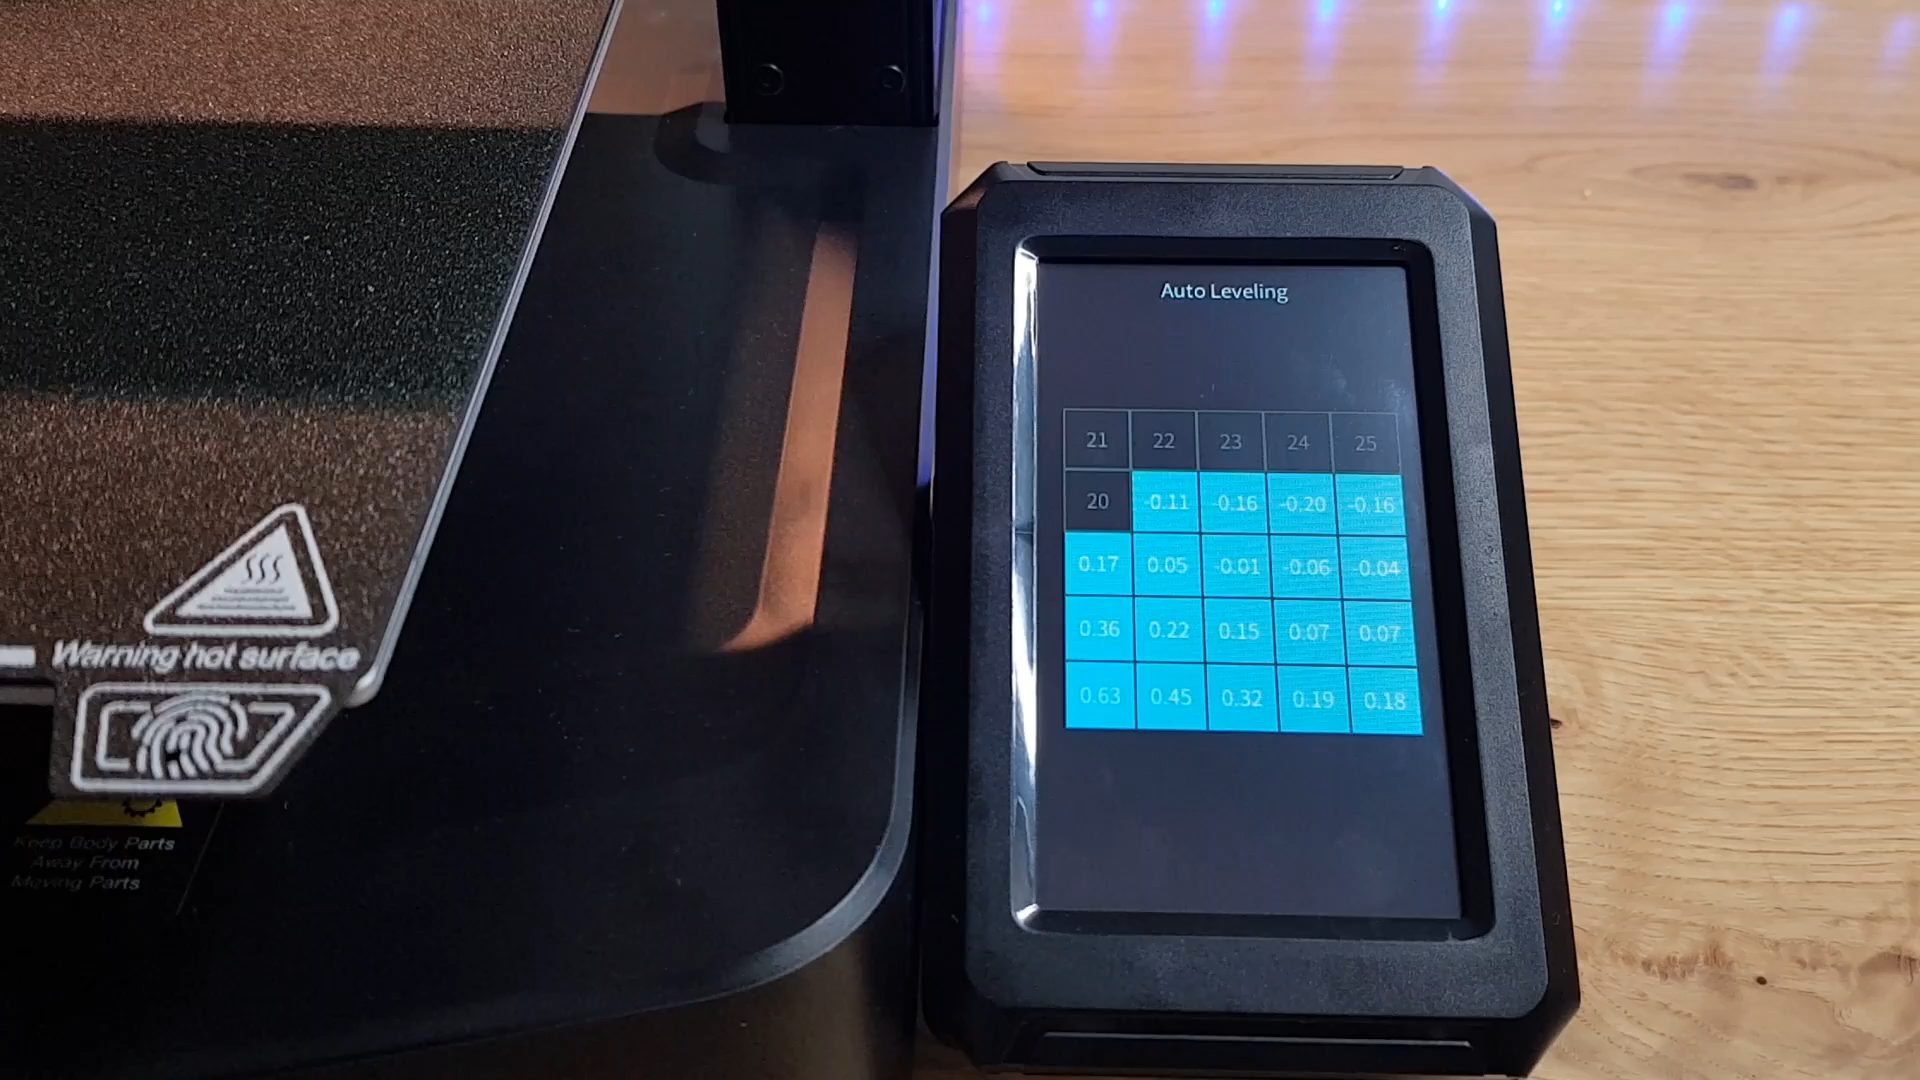 Auto Leveling
21 22 23 24 25
20 -0.11 -0.16 -0.20 -0.16
0.17 0.05 -0.01 -0.06 -0.04
0.36 0.22 0.15 0.07 0.07
0.63 0.45 0.32 0.19 0.18
Warning hot surface
Keep Body Parts
Away From
Moving Parts